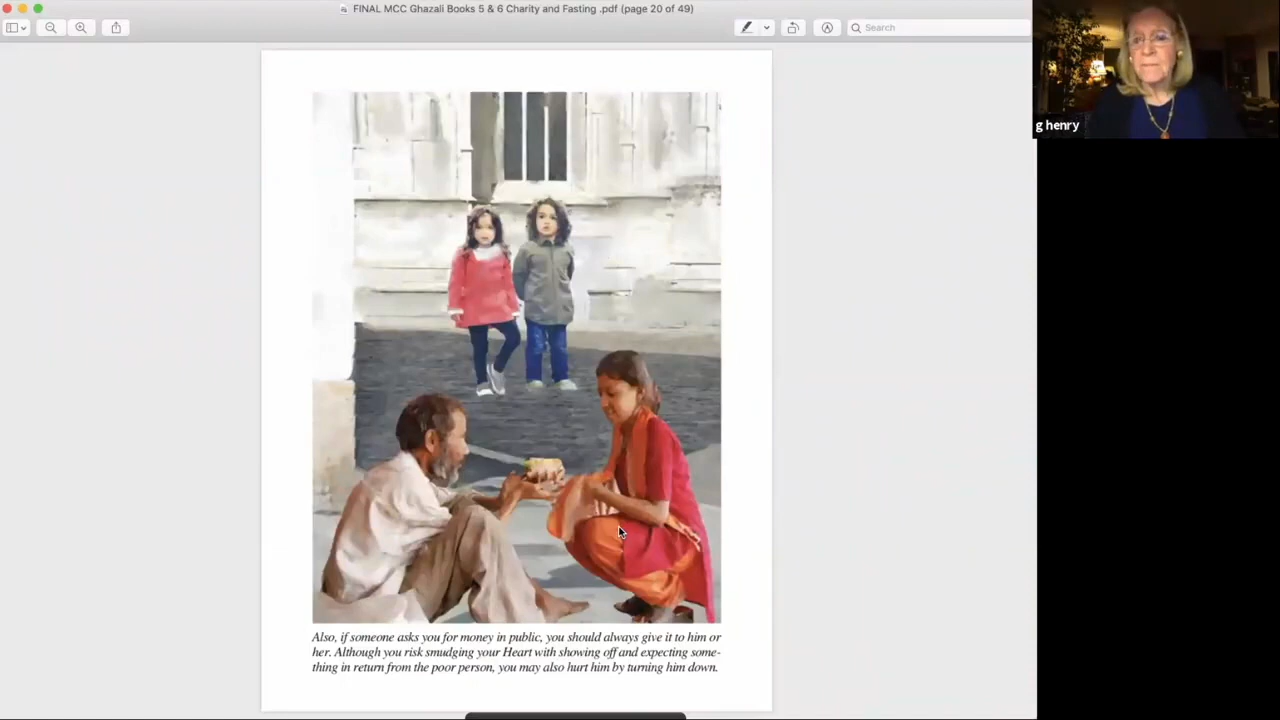 FINAL MCC Ghazali Books 5 & 6 Charity and Fasting .pdf (page 20 of 49)
Search
g henry
Also, if someone asks you for money in public, you should always give it to him or
her. Although you risk smudging your Heart with showing off and expecting some-
thing in return from the poor person, you may also hurt him by turning him down.